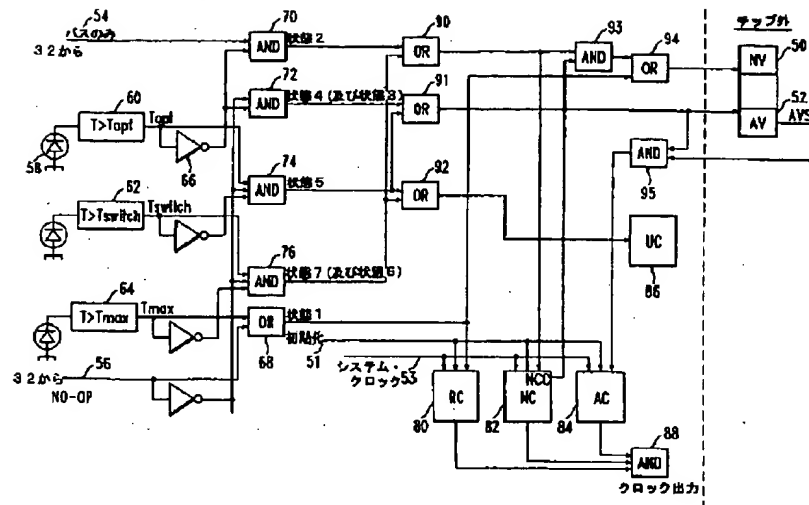 54
バスのみ
32から
70
AND
状態2
90
OR
93
AND
94
OR
チップ外
50
NV
72
AND
状態4(及び状態3)
91
OR
52
AV
AVS
60
T>Topt
Topt
58
66
74
AND
状態5
92
OR
AND
95
62
T>Tswitch
Tswitch
76
AND
状態7(及び状態6)
UC
86
64
T>Tmax
Tmax
OR
68
状態1
初期化
51
56
32から
NO-OP
システム・
クロック
53
RC
80
NCC
MC
82
AC
84
88
AND
クロック出力